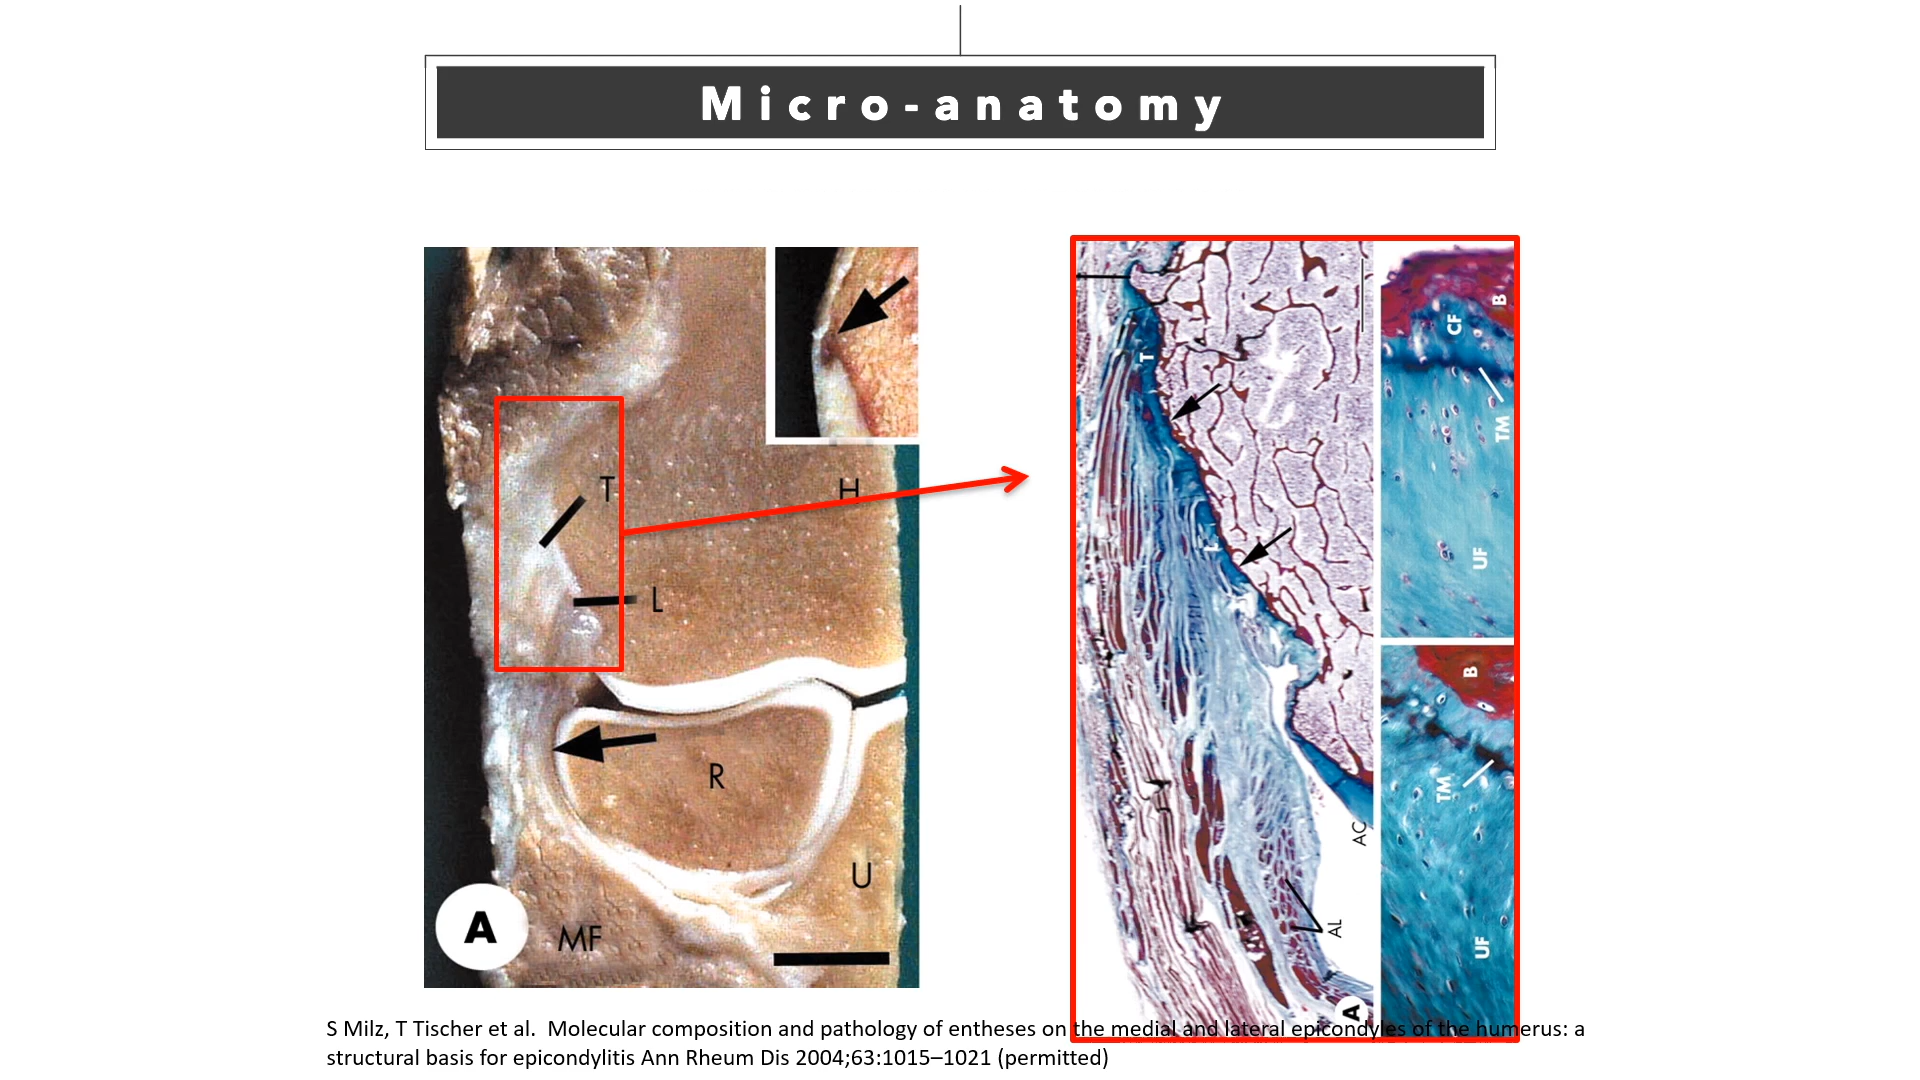 Micro-anatomy
T
H
L
R
U
MF
A
T
L
AC
AL
A
B
CF
TM
UF
B
TM
UF
S Milz, T Tischer et al.  Molecular composition and pathology of entheses on the medial and lateral epicondyles of the humerus: a
structural basis for epicondylitis Ann Rheum Dis 2004;63:1015–1021 (permitted)